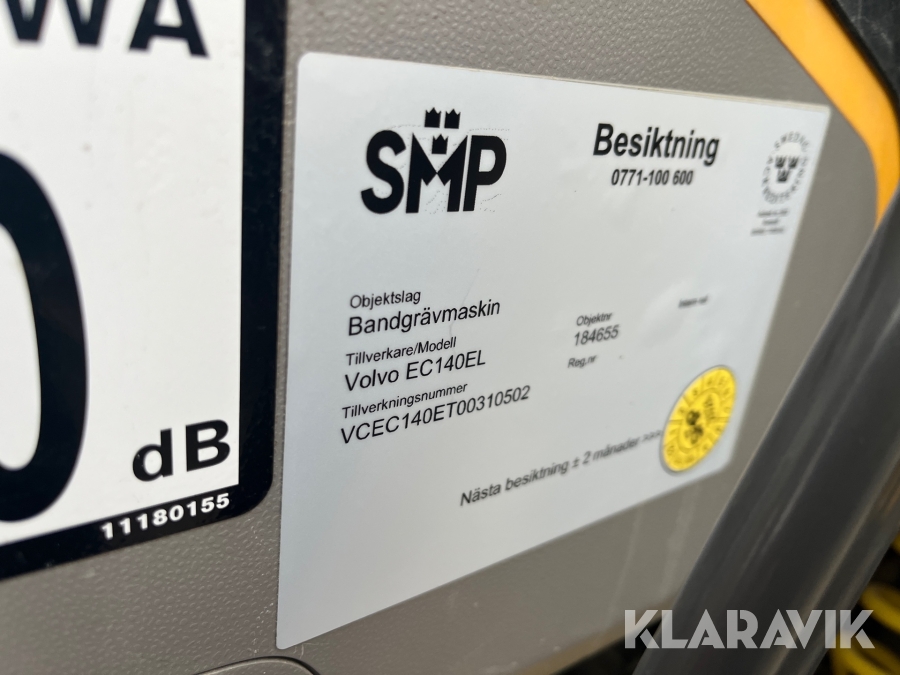 WA
0
dB
11180155
SMP
Besiktning
0771-100 600
Objektslag
Bandgrävmaskin
Tillverkare/Modell
Volvo EC140EL
Tillverkningsnummer
VCEC140ET00310502
Objektnr
184655
Reg.nr
Nästa besiktning ± 2 månader >>>>
KLARAVIK